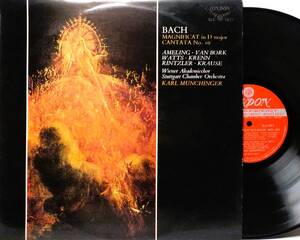 LONDON
BACH
MAGNIFICAT in D major
CANTATA No. 10
AMELING · VAN BORK
WATTS · KRENN
RINTZLER · KRAUSE
Wiener Akademiechor
Stuttgart Chamber Orchestra
KARL MÜNCHINGER
LONDON